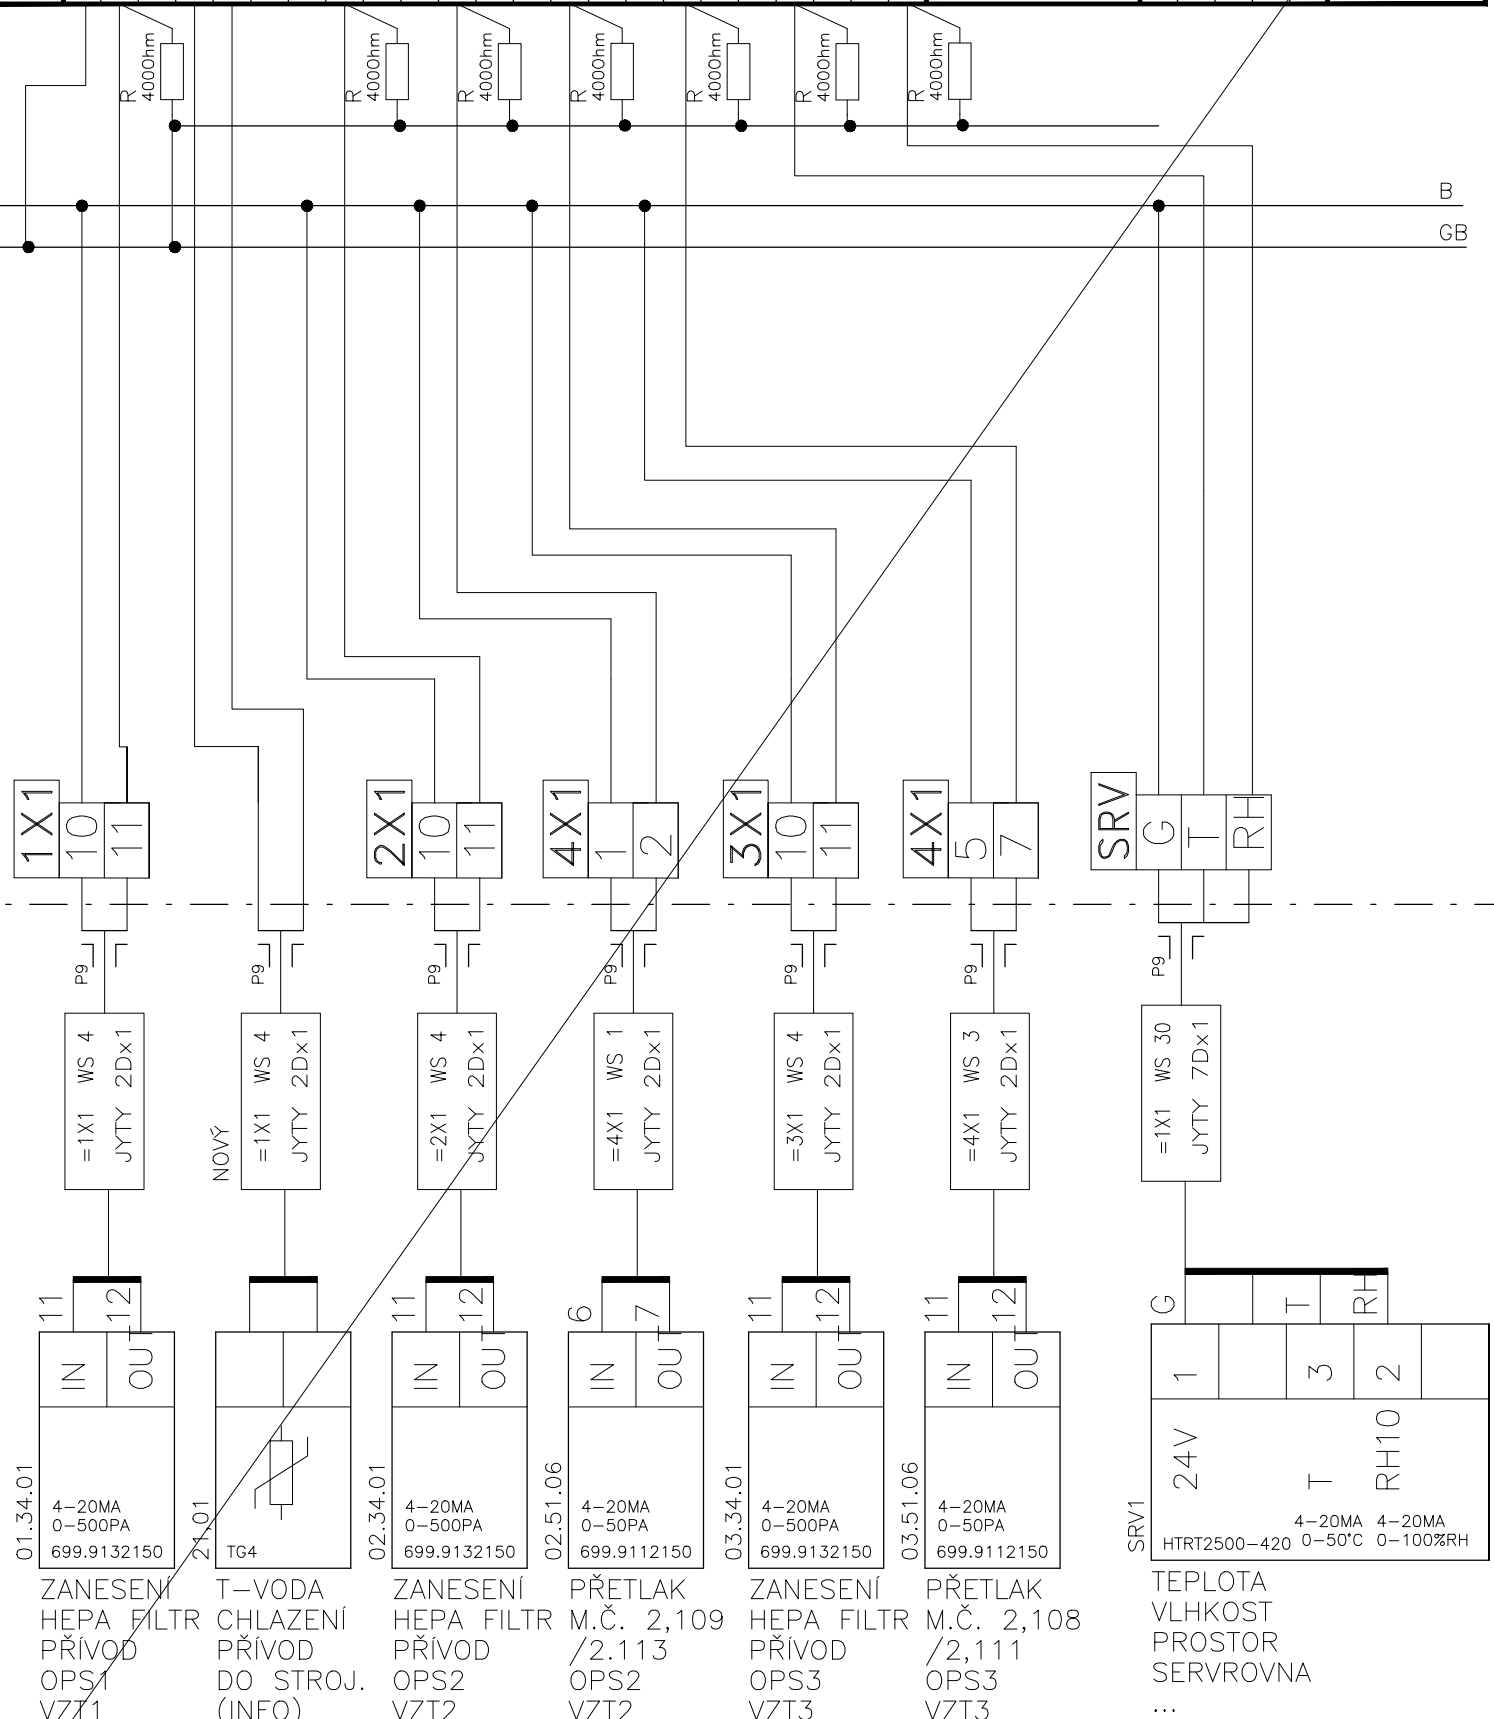 R 400Ohm
R 400Ohm
R 400Ohm
R 400Ohm
R 400Ohm
R 400Ohm
R 400Ohm
B
GB
1X1 10 11
2X1 10 11
4X1 1 2
3X1 10 11
4X1 5 7
SRV G T RH
P9
P9
P9
P9
P9
P9
P9
=1X1 WS 4
JYTY 2Dx1
NOVÝ
=1X1 WS 4
JYTY 2Dx1
=2X1 WS 4
JYTY 2Dx1
=4X1 WS 1
JYTY 2Dx1
=3X1 WS 4
JYTY 2Dx1
=4X1 WS 3
JYTY 2Dx1
=1X1 WS 30
JYTY 7Dx1
11 12
IN OUT
01.34.01
4-20MA
0-500PA
699.9132150
ZANESENÍ
HEPA FILTR
PŘÍVOD
OPS1
VZT1
21.01
TG4
T-VODA
CHLAZENÍ
PŘÍVOD
DO STROJ.
(INFO)
11 12
IN OUT
02.34.01
4-20MA
0-500PA
699.9132150
ZANESENÍ
HEPA FILTR
PŘÍVOD
OPS2
VZT2
6 7
IN OUT
02.51.06
4-20MA
0-50PA
699.9112150
PŘETLAK
M.Č. 2,109
/2.113
OPS2
VZT2
11 12
IN OUT
03.34.01
4-20MA
0-500PA
699.9132150
ZANESENÍ
HEPA FILTR
PŘÍVOD
OPS3
VZT3
11 12
IN OUT
03.51.06
4-20MA
0-50PA
699.9112150
PŘETLAK
M.Č. 2,108
/2,111
OPS3
VZT3
G T RH
1 3 2
24V T RH10
SRV1
4-20MA 4-20MA
HTRT2500-420 0-50°C 0-100%RH
TEPLOTA
VLHKOST
PROSTOR
SERVROVNA
...